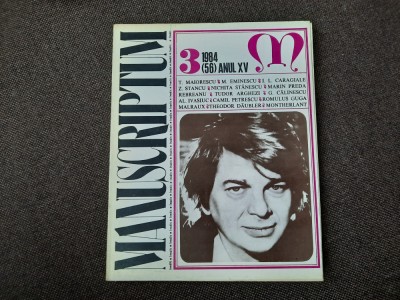 MANUSCRIPTUM
3 1984
(56) ANUL XV
T. MAIORESCU M. EMINESCU I. L. CARAGIALE
Z. STANCU NICHITA STĂNESCU MARIN PREDA
REBREANU TUDOR ARGHEZI G. CĂLINESCU
AL. IVASIUC CAMIL PETRESCU ROMULUS GUGA
MALRAUX THEODOR DÄUBLER MONTHERLANT